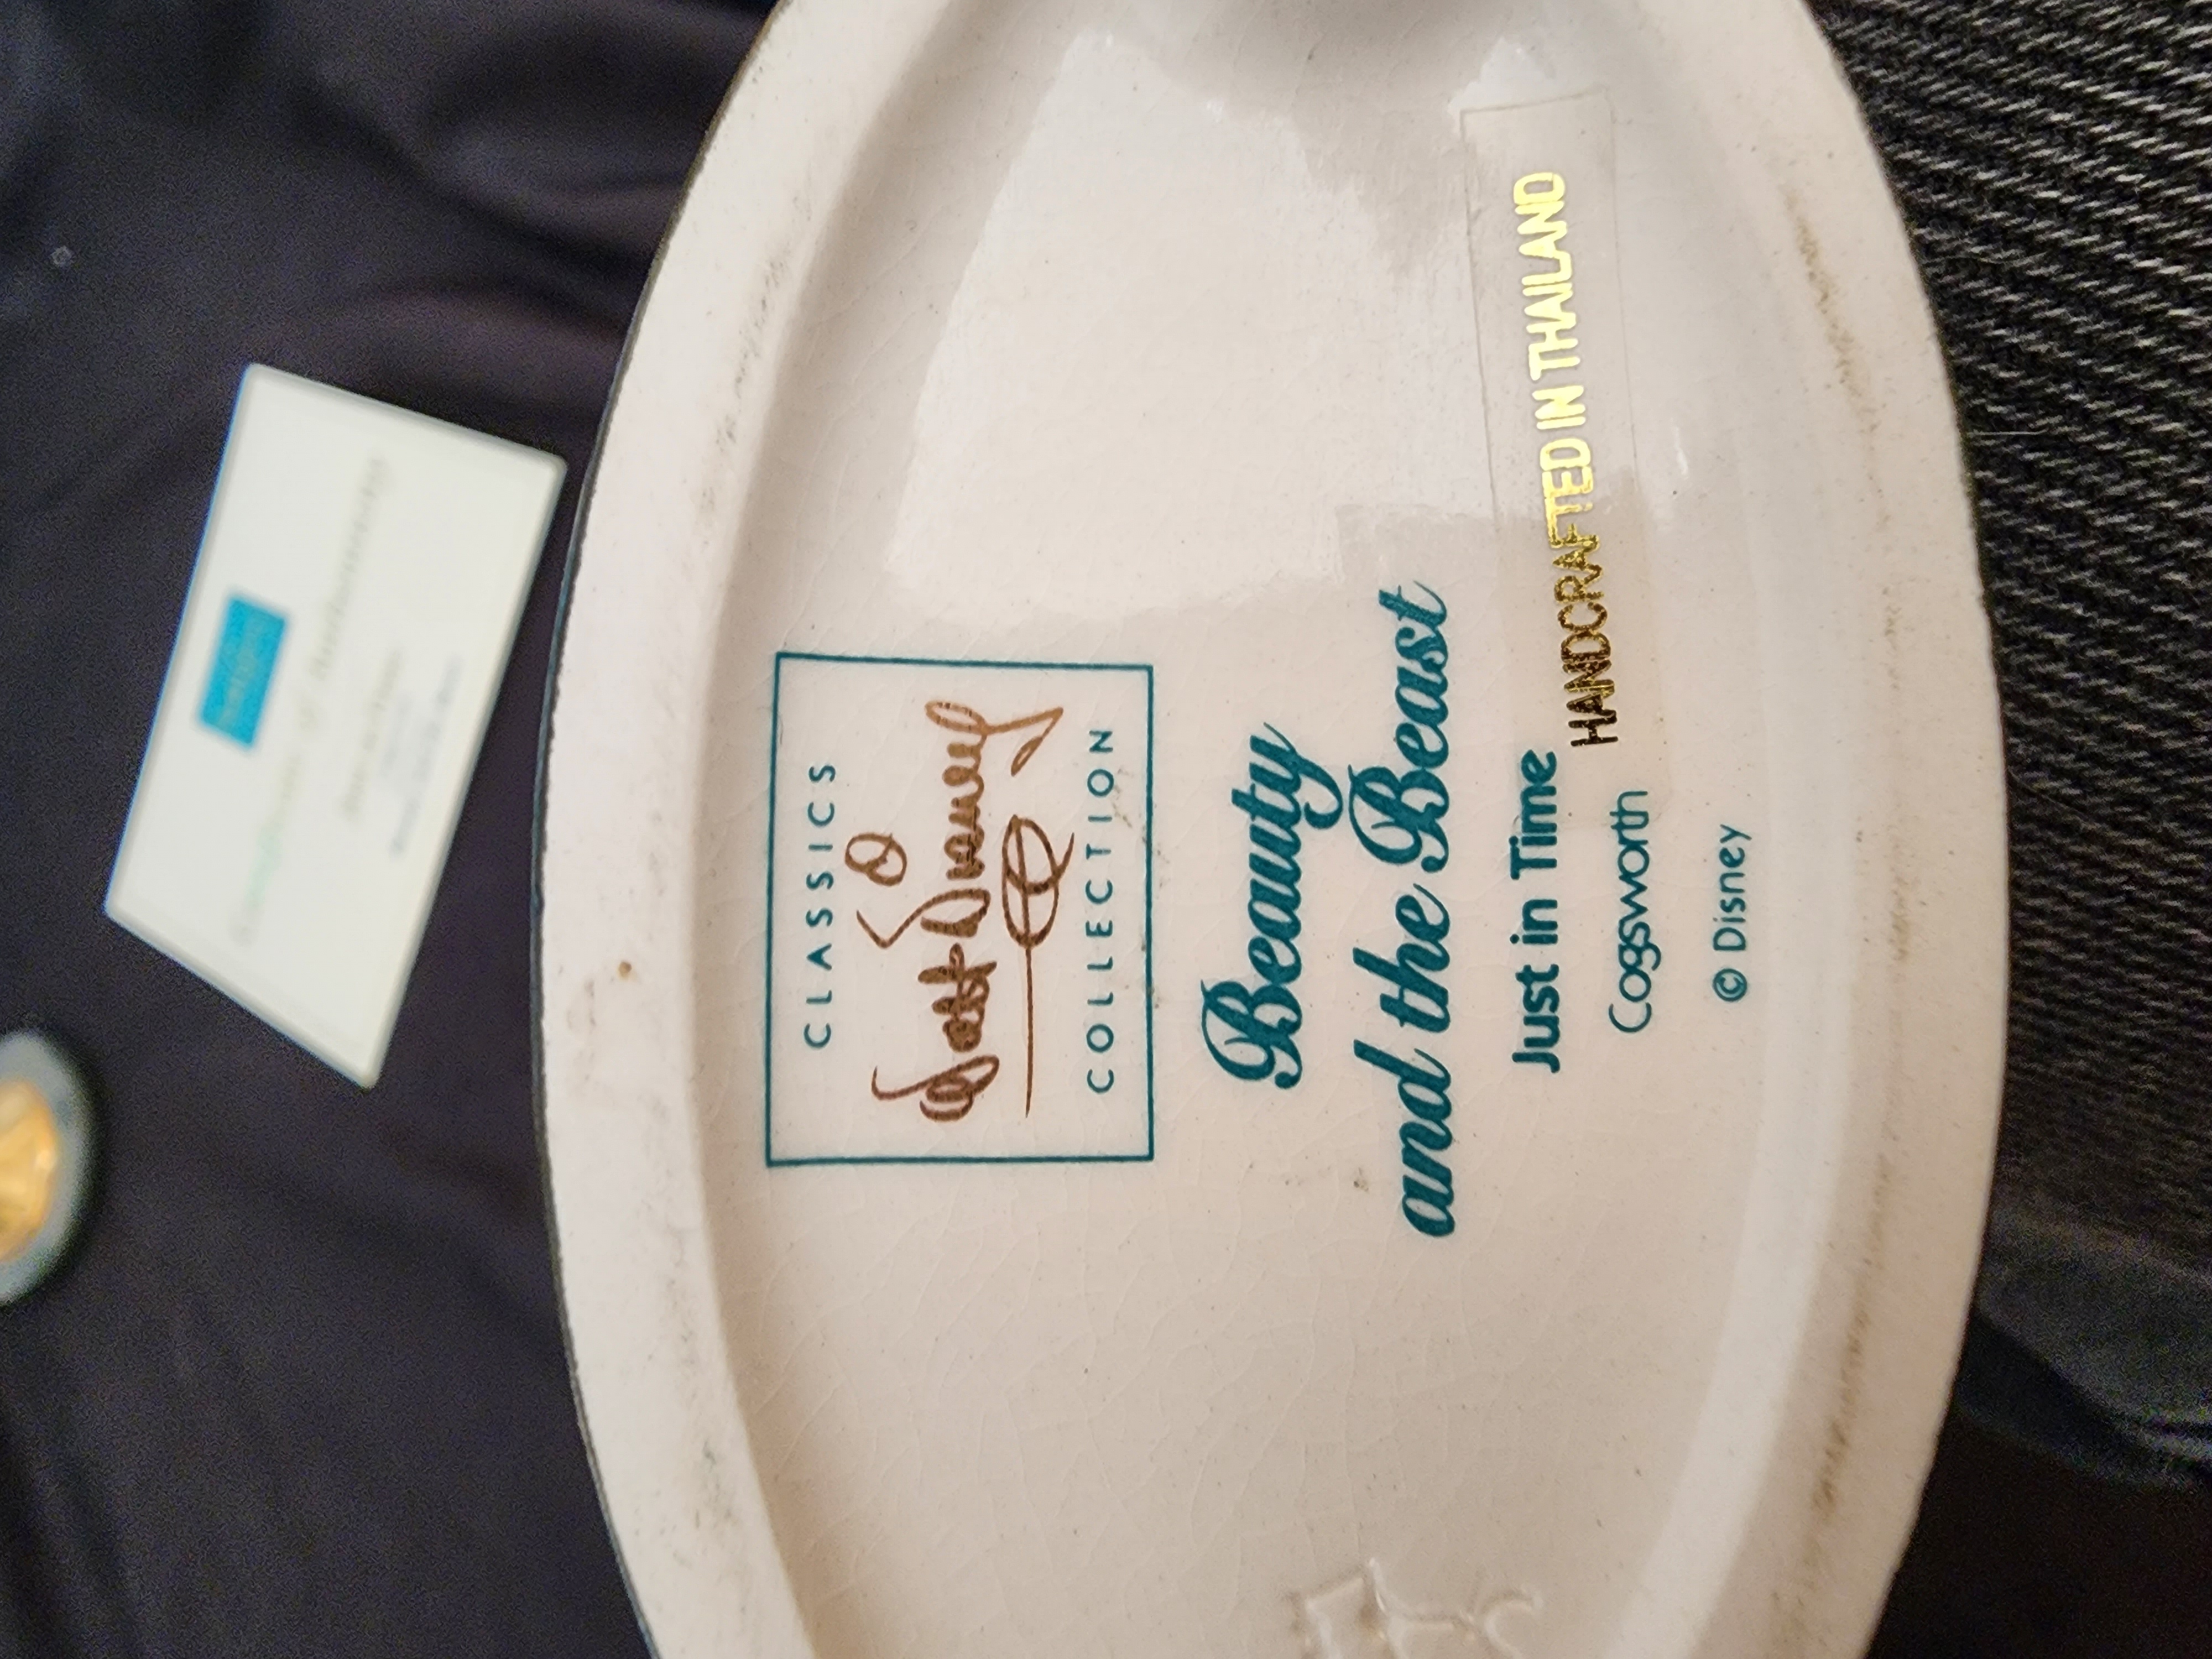 CLASSICS
Walt Disney
COLLECTION
Beauty
and the Beast
Just in Time
Cogsworth
© Disney
HANDCRAFTED IN THAILAND